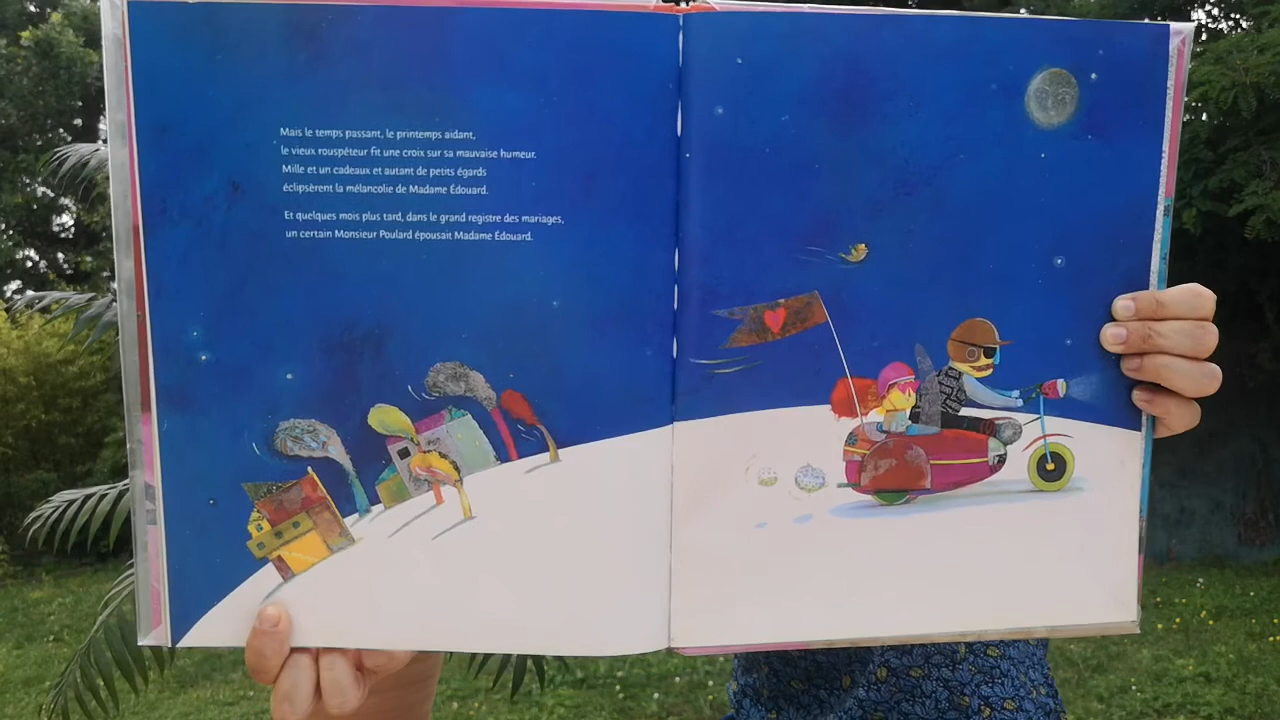 Mais le temps passant, le printemps aidant,
le vieux rouspéteur fit une croix sur sa mauvaise humeur.
Mille et un cadeaux et autant de petits égards
éclipsèrent la mélancolie de Madame Édouard.
Et quelques mois plus tard, dans le grand registre des mariages,
un certain Monsieur Poulard épousait Madame Édouard.